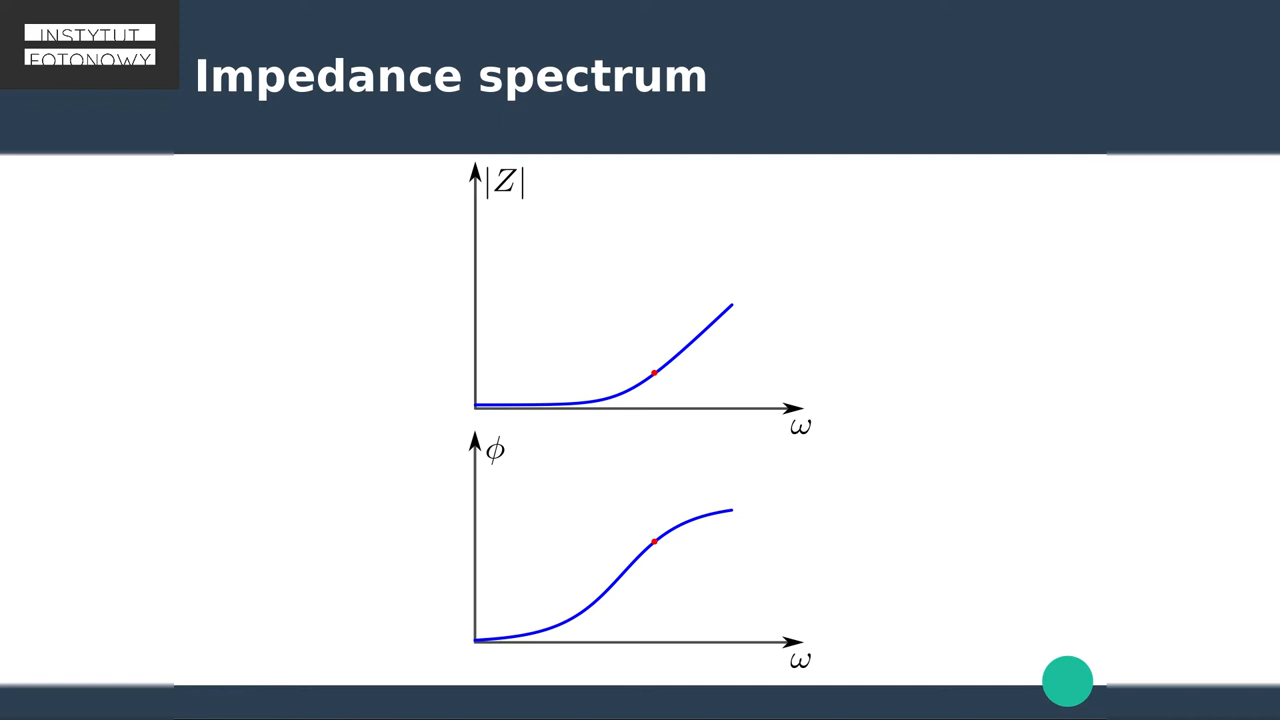 INSTYTUT
FOTONOWY
Impedance spectrum
|Z|
ω
ϕ
ω